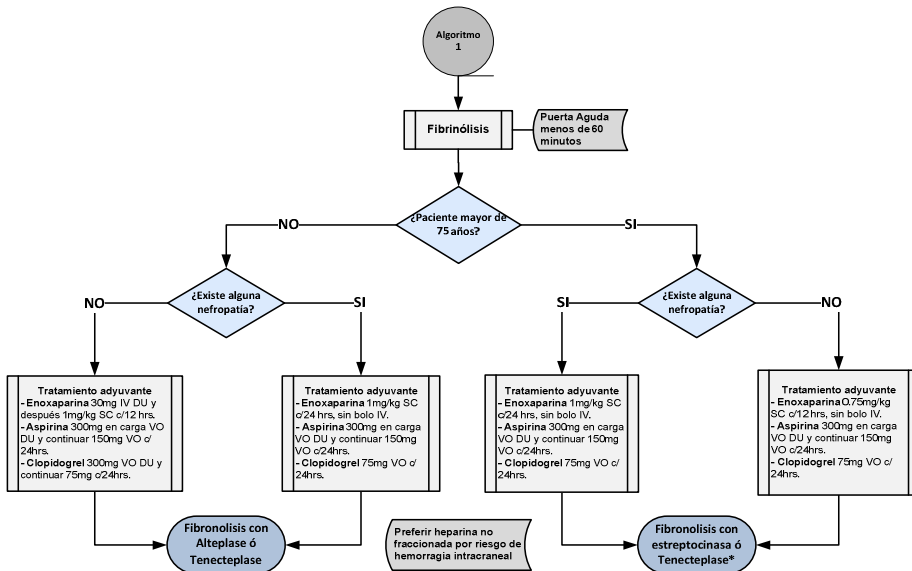 Algoritmo
1
Fibrinólisis
Puerta Aguda
menos de 60
minutos
¿Paciente mayor de
75 años?
NO
SI
¿Existe alguna
nefropatía?
¿Existe alguna
nefropatía?
NO
SI
SI
NO
Tratamiento adyuvante
- Enoxaparina 30mg IV DU y
después 1mg/kg SC c/12 hrs.
- Aspirina 300mg en carga VO
DU y continuar 150mg VO c/
24hrs.
- Clopidogrel 300mg VO DU y
continuar 75mg c/24hrs.
Tratamiento adyuvante
- Enoxaparina 1mg/kg SC
c/24 hrs, sin bolo IV.
- Aspirina 300mg en carga
VO DU y continuar 150mg
VO c/24hrs.
- Clopidogrel 75mg VO c/
24hrs.
Tratamiento adyuvante
- Enoxaparina 1mg/kg SC
c/24 hrs, sin bolo IV.
- Aspirina 300mg en carga
VO DU y continuar 150mg
VO c/24hrs.
- Clopidogrel 75mg VO c/
24hrs.
Tratamiento adyuvante
- Enoxaparina 0.75mg/kg
SC c/12 hrs, sin bolo IV.
- Aspirina 300mg en carga
VO DU y continuar 150mg
VO c/24hrs.
- Clopidogrel 75mg VO c/
24hrs.
Fibronolisis con
Alteplase ó
Tenecteplase
Preferir heparina no
fraccionada por riesgo de
hemorragia intracraneal
Fibronolisis con
estreptocinasa ó
Tenecteplase*